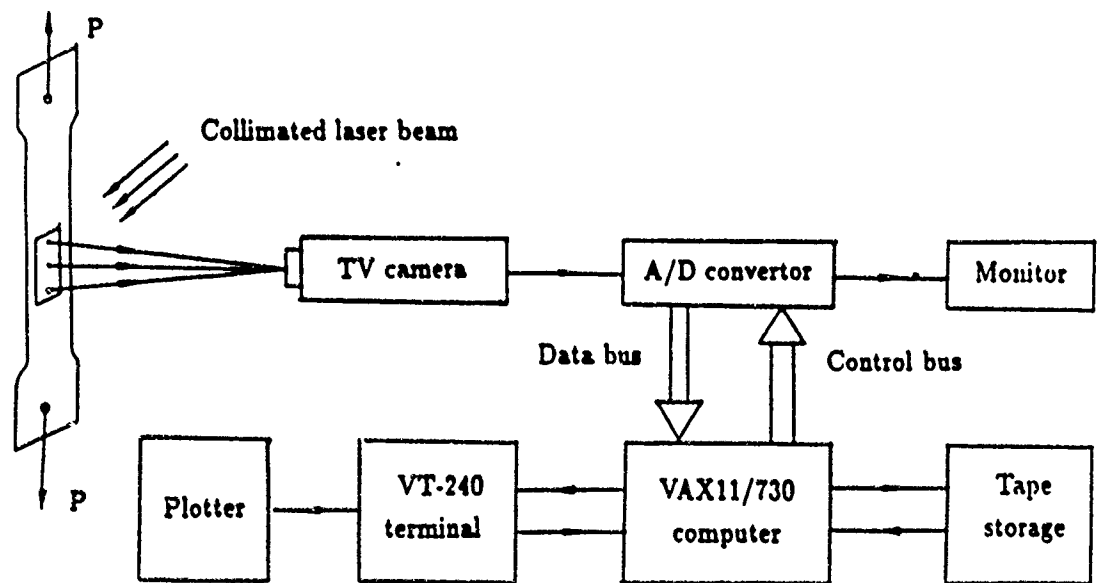 P
Collimated laser beam
TV camera
A/D convertor
Monitor
Data bus
Control bus
P
Plotter
VT-240
terminal
VAX11/730
computer
Tape
storage